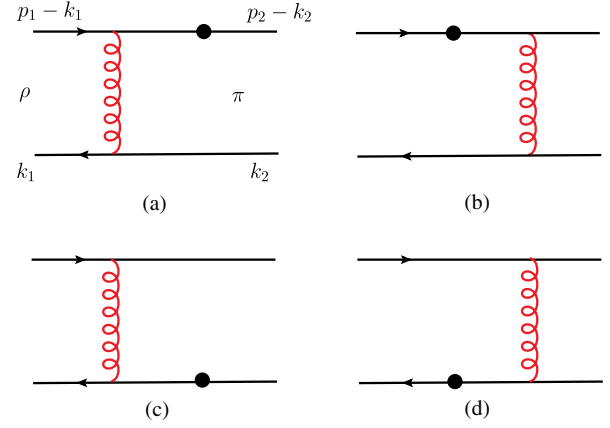 p₁ − k₁ p₂ − k₂
ρ π
k₁ k₂
(a) (b)
(c) (d)